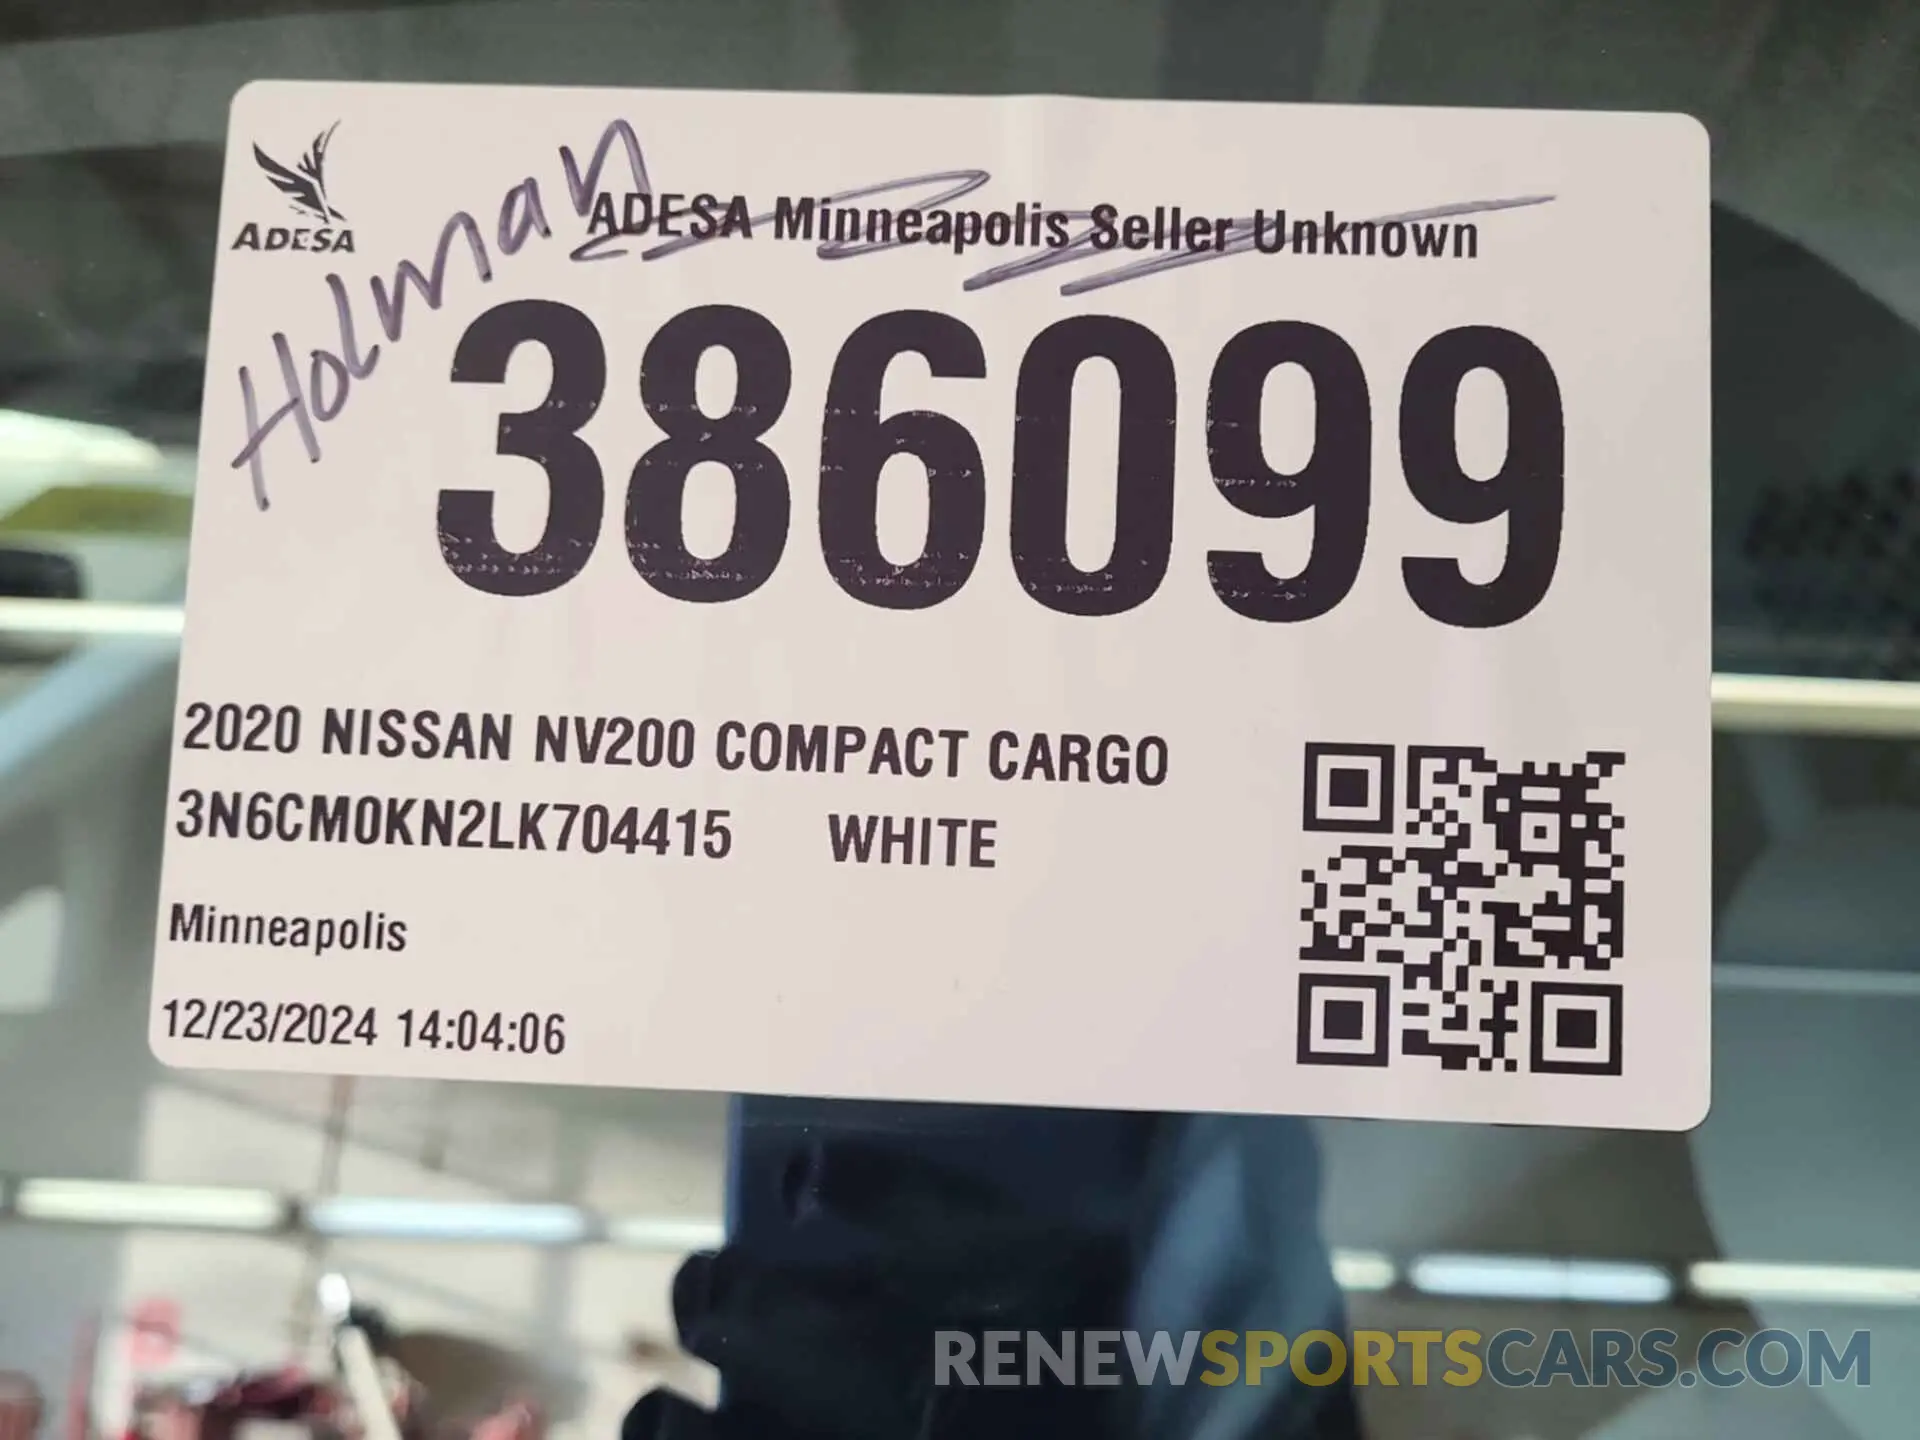 ADESA
Holman
ADESA Minneapolis Seller Unknown
386099
2020 NISSAN NV200 COMPACT CARGO
3N6CM0KN2LK704415 WHITE
Minneapolis
12/23/2024 14:04:06
RENEWSPORTSCARS.COM